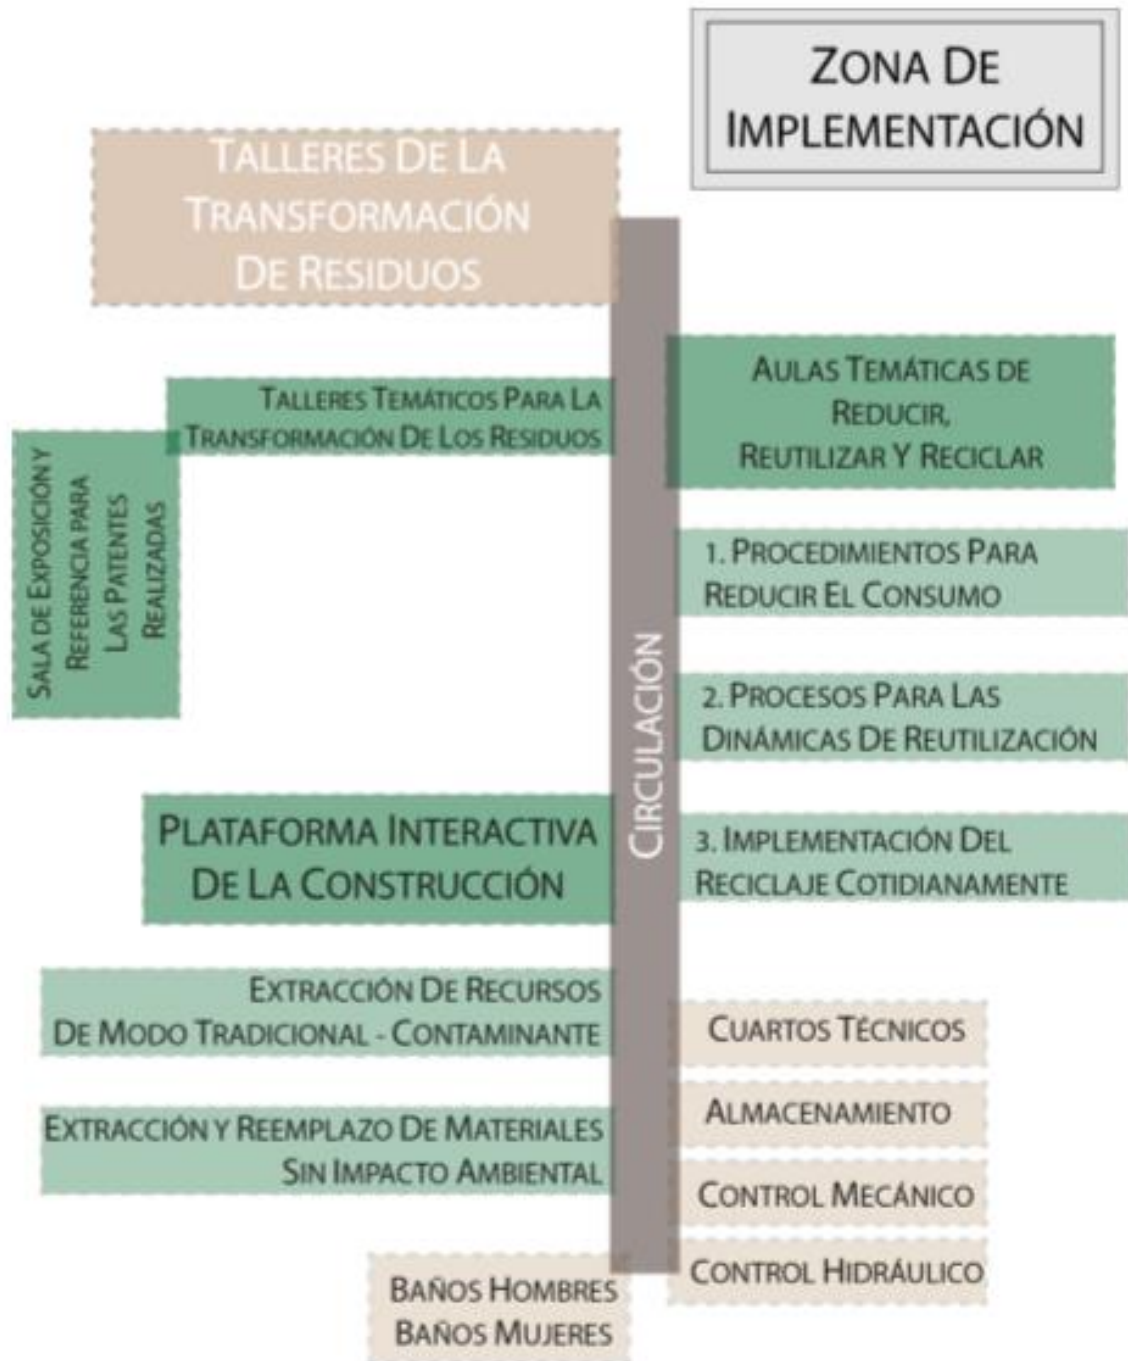 ZONA DE
IMPLEMENTACIÓN
TALLERES DE LA
TRANSFORMACIÓN
DE RESIDUOS
TALLERES TEMÁTICOS PARA LA
TRANSFORMACIÓN DE LOS RESIDUOS
SALA DE EXPOSICIÓN Y
REFERENCIA PARA
LAS PATENTES
REALIZADAS
PLATAFORMA INTERACTIVA
DE LA CONSTRUCCIÓN
EXTRACCIÓN DE RECURSOS
DE MODO TRADICIONAL - CONTAMINANTE
EXTRACCIÓN Y REEMPLAZO DE MATERIALES
SIN IMPACTO AMBIENTAL
BAÑOS HOMBRES
BAÑOS MUJERES
CIRCULACIÓN
AULAS TEMÁTICAS DE
REDUCIR,
REUTILIZAR Y RECICLAR
1. PROCEDIMIENTOS PARA
REDUCIR EL CONSUMO
2. PROCESOS PARA LAS
DINÁMICAS DE REUTILIZACIÓN
3. IMPLEMENTACIÓN DEL
RECICLAJE COTIDIANAMENTE
CUARTOS TÉCNICOS
ALMACENAMIENTO
CONTROL MECÁNICO
CONTROL HIDRÁULICO